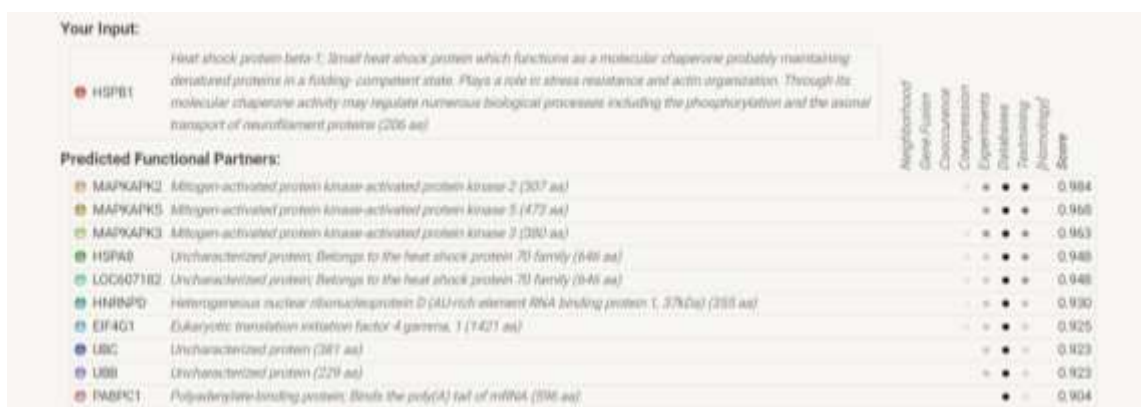 Your Input:
Heat shock protein beta-1; Small heat shock protein which functions as a molecular chaperone probably maintaining
denatured proteins in a folding- competent state. Plays a role in stress resistance and actin organization. Through its
HSPB1
molecular chaperone activity may regulate numerous biological processes including the phosphorylation and the axonal
transport of neurofilament proteins (206 aa)
Neighborhood
Gene Fusion
Cooccurence
Coexpression
Experiments
Databases
Textmining
[Homology]
Score
Predicted Functional Partners:
MAPKAPK2 Mitogen-activated protein kinase-activated protein kinase 2 (307 aa) 0.984
MAPKAPK5 Mitogen-activated protein kinase-activated protein kinase 5 (473 aa) 0.968
MAPKAPK3 Mitogen-activated protein kinase-activated protein kinase 3 (380 aa) 0.963
HSPA8 Uncharacterized protein; Belongs to the heat shock protein 70 family (646 aa) 0.948
LOC607182 Uncharacterized protein; Belongs to the heat shock protein 70 family (646 aa) 0.948
HNRNPD Heterogeneous nuclear ribonucleoprotein D (AU-rich element RNA binding protein 1, 37kDa) (355 aa) 0.930
EIF4G1 Eukaryotic translation initiation factor 4 gamma, 1 (1421 aa) 0.925
UBC Uncharacterized protein (381 aa) 0.923
UBB Uncharacterized protein (229 aa) 0.923
PABPC1 Polyadenylate-binding protein; Binds the poly(A) tail of mRNA (596 aa) 0.904